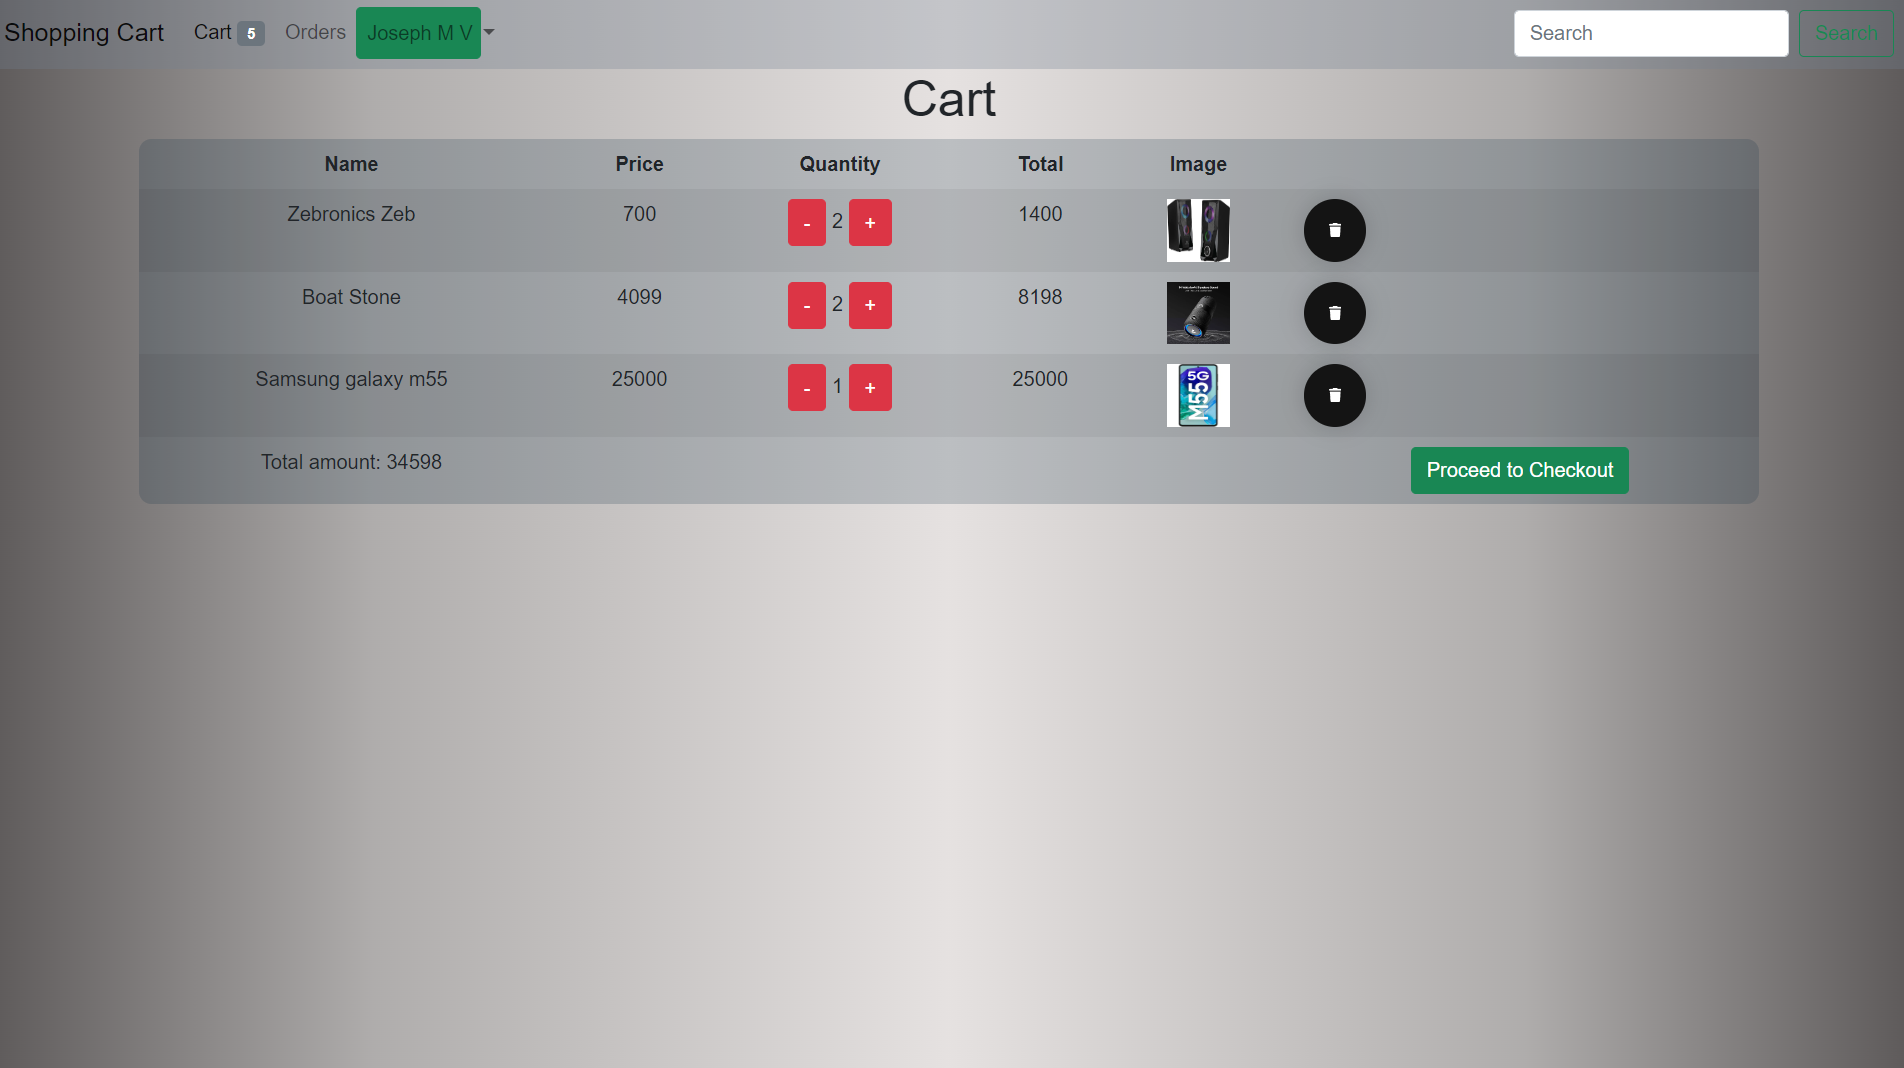 Shopping Cart Cart 5 Orders Joseph M V Search Search
Cart
Name Price Quantity Total Image
Zebronics Zeb 700 - 2 + 1400
Boat Stone 4099 - 2 + 8198
Samsung galaxy m55 25000 - 1 + 25000
5G
M55
Total amount: 34598 Proceed to Checkout